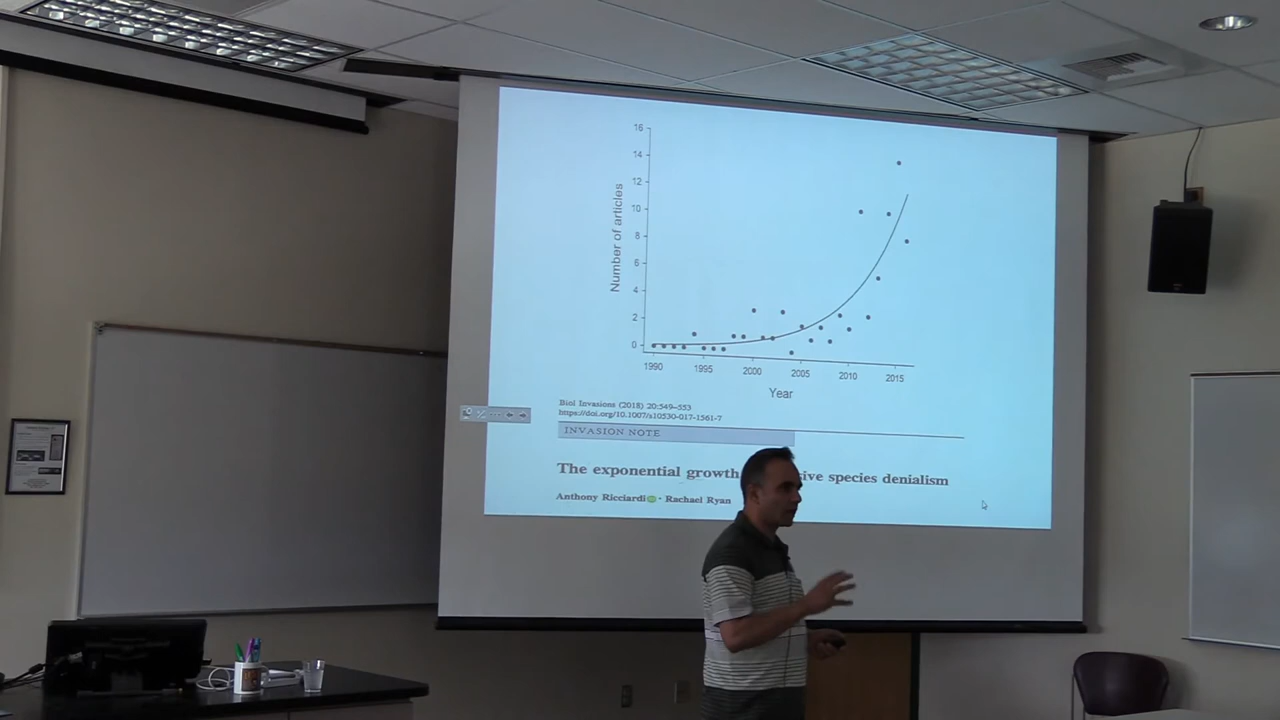 16
14
12
10
8
6
4
2
0
Number of articles
1990 1995 2000 2005 2010 2015
Year
Biol Invasions (2018) 20:549–553
https://doi.org/10.1007/s10530-017-1561-7
INVASION NOTE
The exponential growth species denialism
Anthony Ricciardi · Rachael Ryan